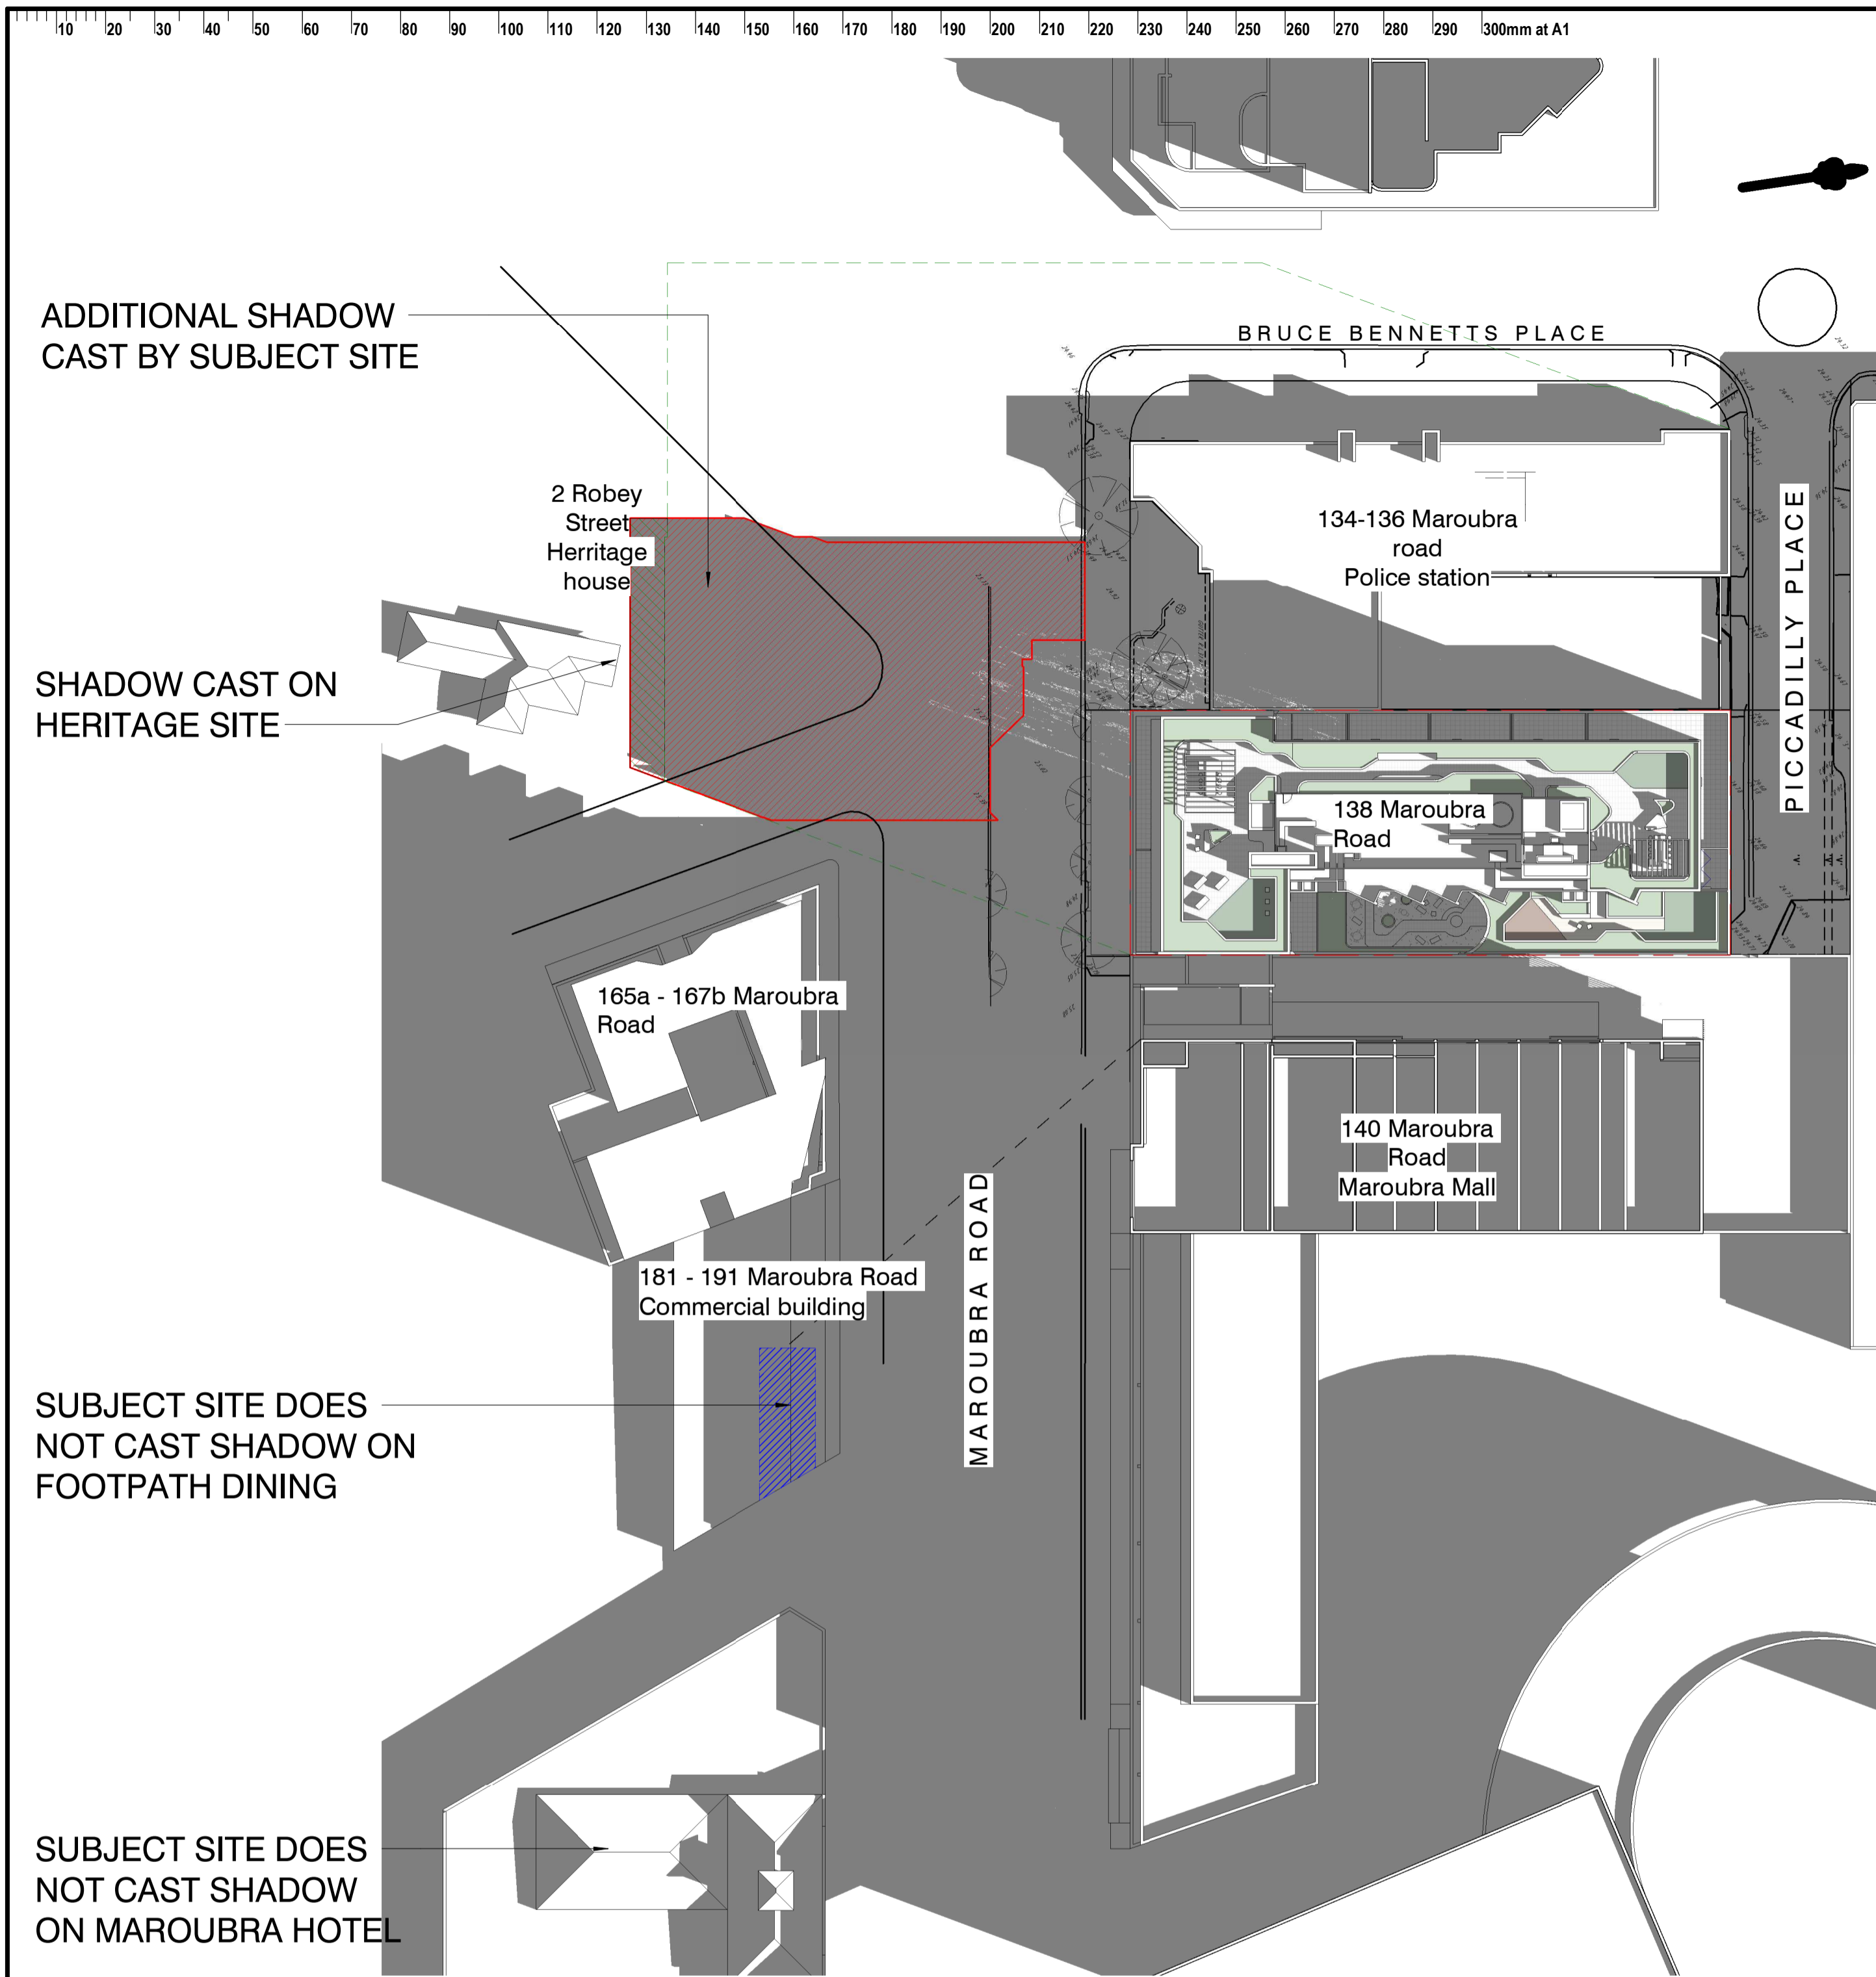 10 20 30 40 50 60 70 80 90 100 110 120 130 140 150 160 170 180 190 200 210 220 230 240 250 260 270 280 290 300mm at A1
ADDITIONAL SHADOW
CAST BY SUBJECT SITE
BRUCE BENNETTS PLACE
2 Robey
Street
Herritage
house
134-136 Maroubra
road
Police station
PICCADILLY PLACE
SHADOW CAST ON
HERITAGE SITE
138 Maroubra
Road
165a - 167b Maroubra
Road
140 Maroubra
Road
Maroubra Mall
MAROUBRA ROAD
181 - 191 Maroubra Road
Commercial building
SUBJECT SITE DOES
NOT CAST SHADOW ON
FOOTPATH DINING
SUBJECT SITE DOES
NOT CAST SHADOW
ON MAROUBRA HOTEL